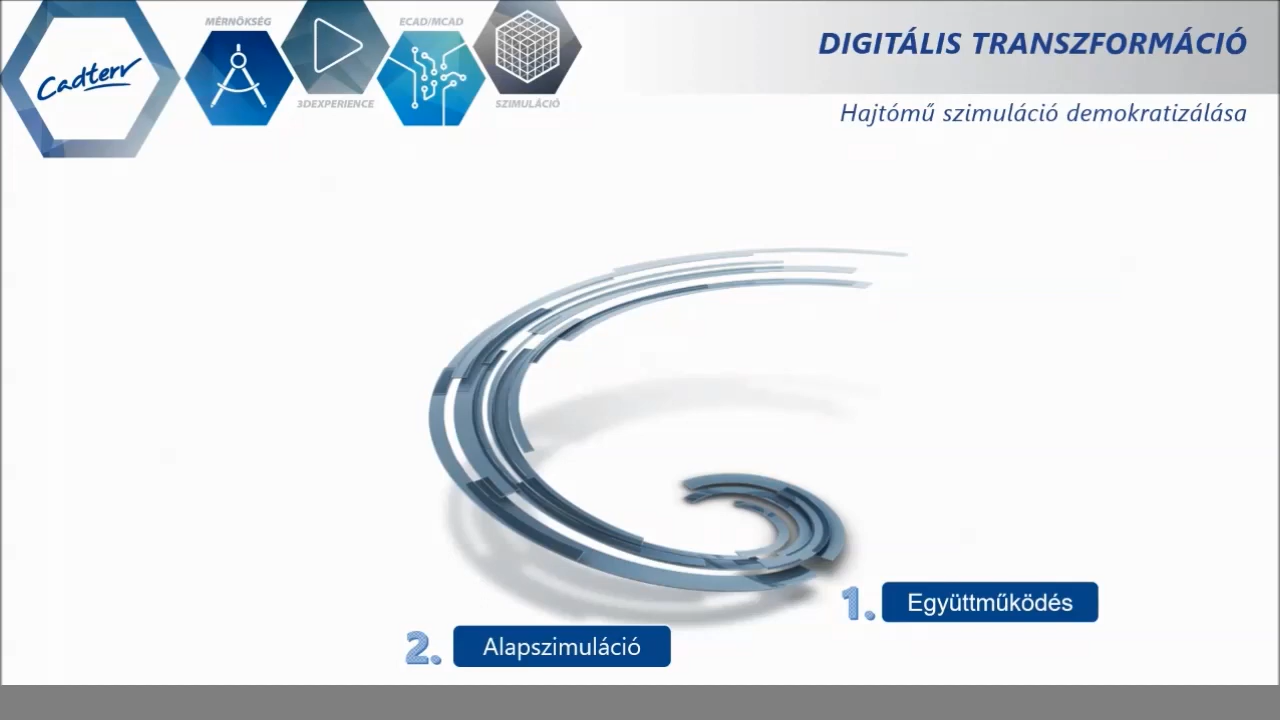 Cadterv
MÉRNÖKSÉG
3DEXPERIENCE
ECAD/MCAD
SZIMULÁCIÓ
DIGITÁLIS TRANSZFORMÁCIÓ
Hajtómű szimuláció demokratizálása
1. Együttműködés
2. Alapszimuláció